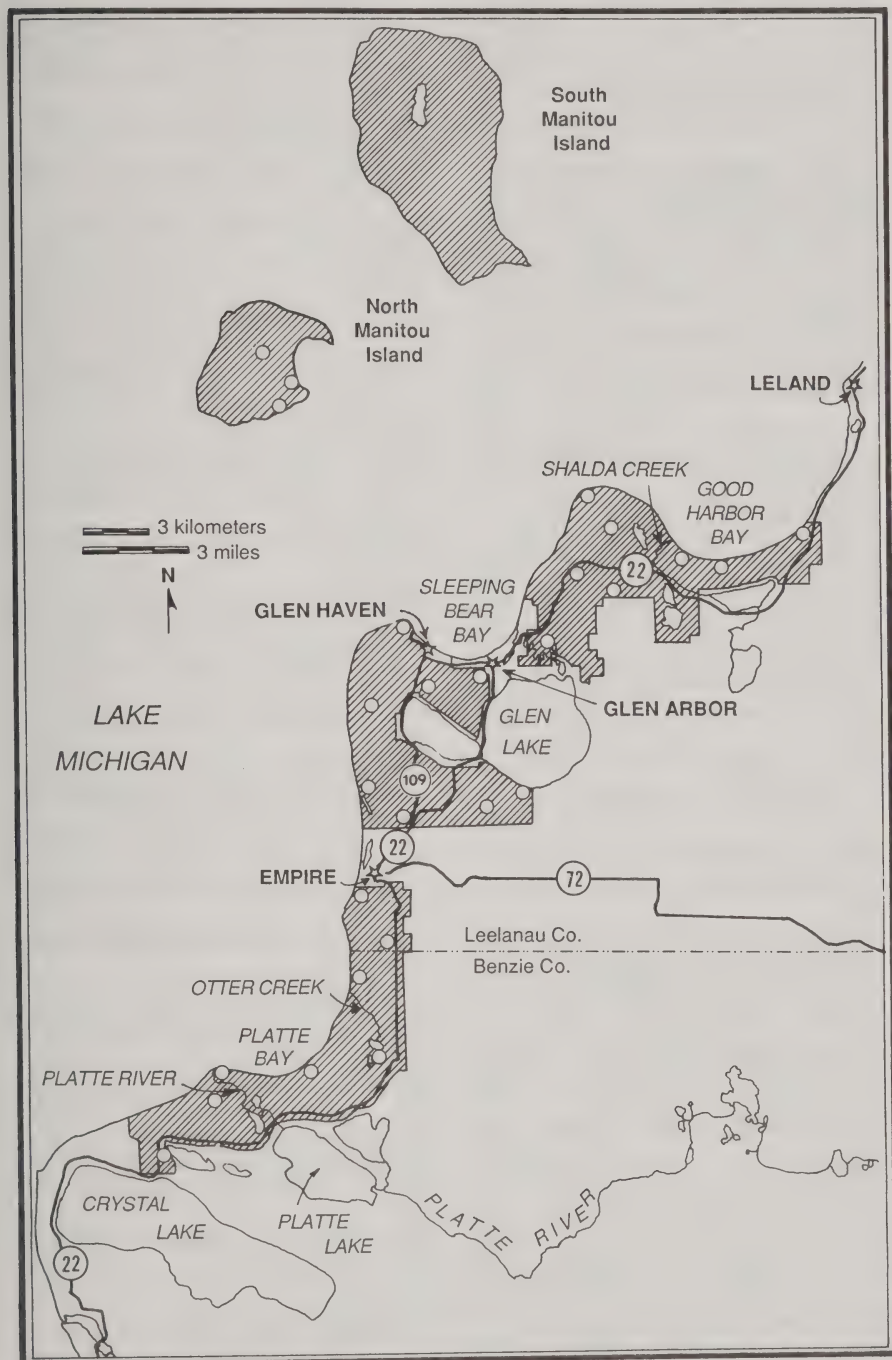 South
Manitou
Island
North
Manitou
Island
LELAND
SHALDA CREEK
GOOD
HARBOR
BAY
3 kilometers
3 miles
N
22
SLEEPING
BEAR
BAY
GLEN HAVEN
GLEN ARBOR
LAKE
MICHIGAN
GLEN
LAKE
109
22
EMPIRE
72
Leelanau Co.
Benzie Co.
OTTER CREEK
PLATTE
BAY
PLATTE RIVER
CRYSTAL
LAKE
PLATTE
LAKE
PLATTE RIVER
22